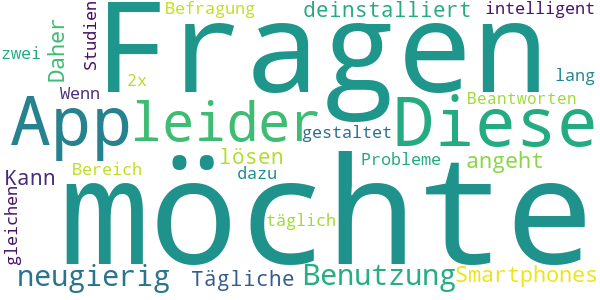 Befragung
deinstalliert
intelligent
Fragen
Studien
Daher
zwei
2x
lang
Wenn
Beantworten
App
leider
Diese
gestaltet
lösen
Probleme
angeht
Bereich
Kann
dazu
möchte
gleichen
täglich
neugierig
Tägliche
Benutzung
Smartphones